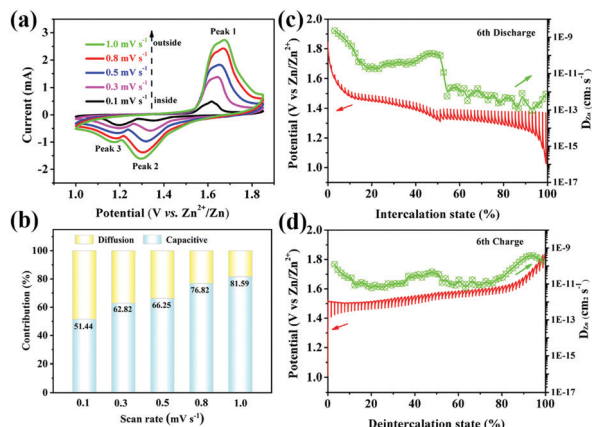 a)
1.0 mV s⁻¹
0.8 mV s⁻¹
0.5 mV s⁻¹
0.3 mV s⁻¹
0.1 mV s⁻¹
outside
inside
Peak 1
Peak 3
Peak 2
3
2
1
0
-1
-2
Current (mA)
1.0 1.2 1.4 1.6 1.8
Potential (V vs. Zn²⁺/Zn)
b)
Diffusion
Capacitive
100
80
60
40
20
0
Contribution (%)
51.44
62.82
66.25
76.82
81.59
0.1 0.3 0.5 0.8 1.0
Scan rate (mV s⁻¹)
c)
6th Discharge
2.0
1.8
1.6
1.4
1.2
1.0
Potential (V vs Zn/Zn²⁺)
1E-9
1E-11
1E-13
1E-15
1E-17
D Zn (cm₂ s⁻¹)
0 20 40 60 80 100
Intercalation state (%)
d)
6th Charge
2.0
1.8
1.6
1.4
1.2
1.0
Potential (V vs Zn/Zn²⁺)
1E-7
1E-9
1E-11
1E-13
1E-15
1E-17
D Zn (cm₂ s⁻¹)
0 20 40 60 80 100
Deintercalation state (%)